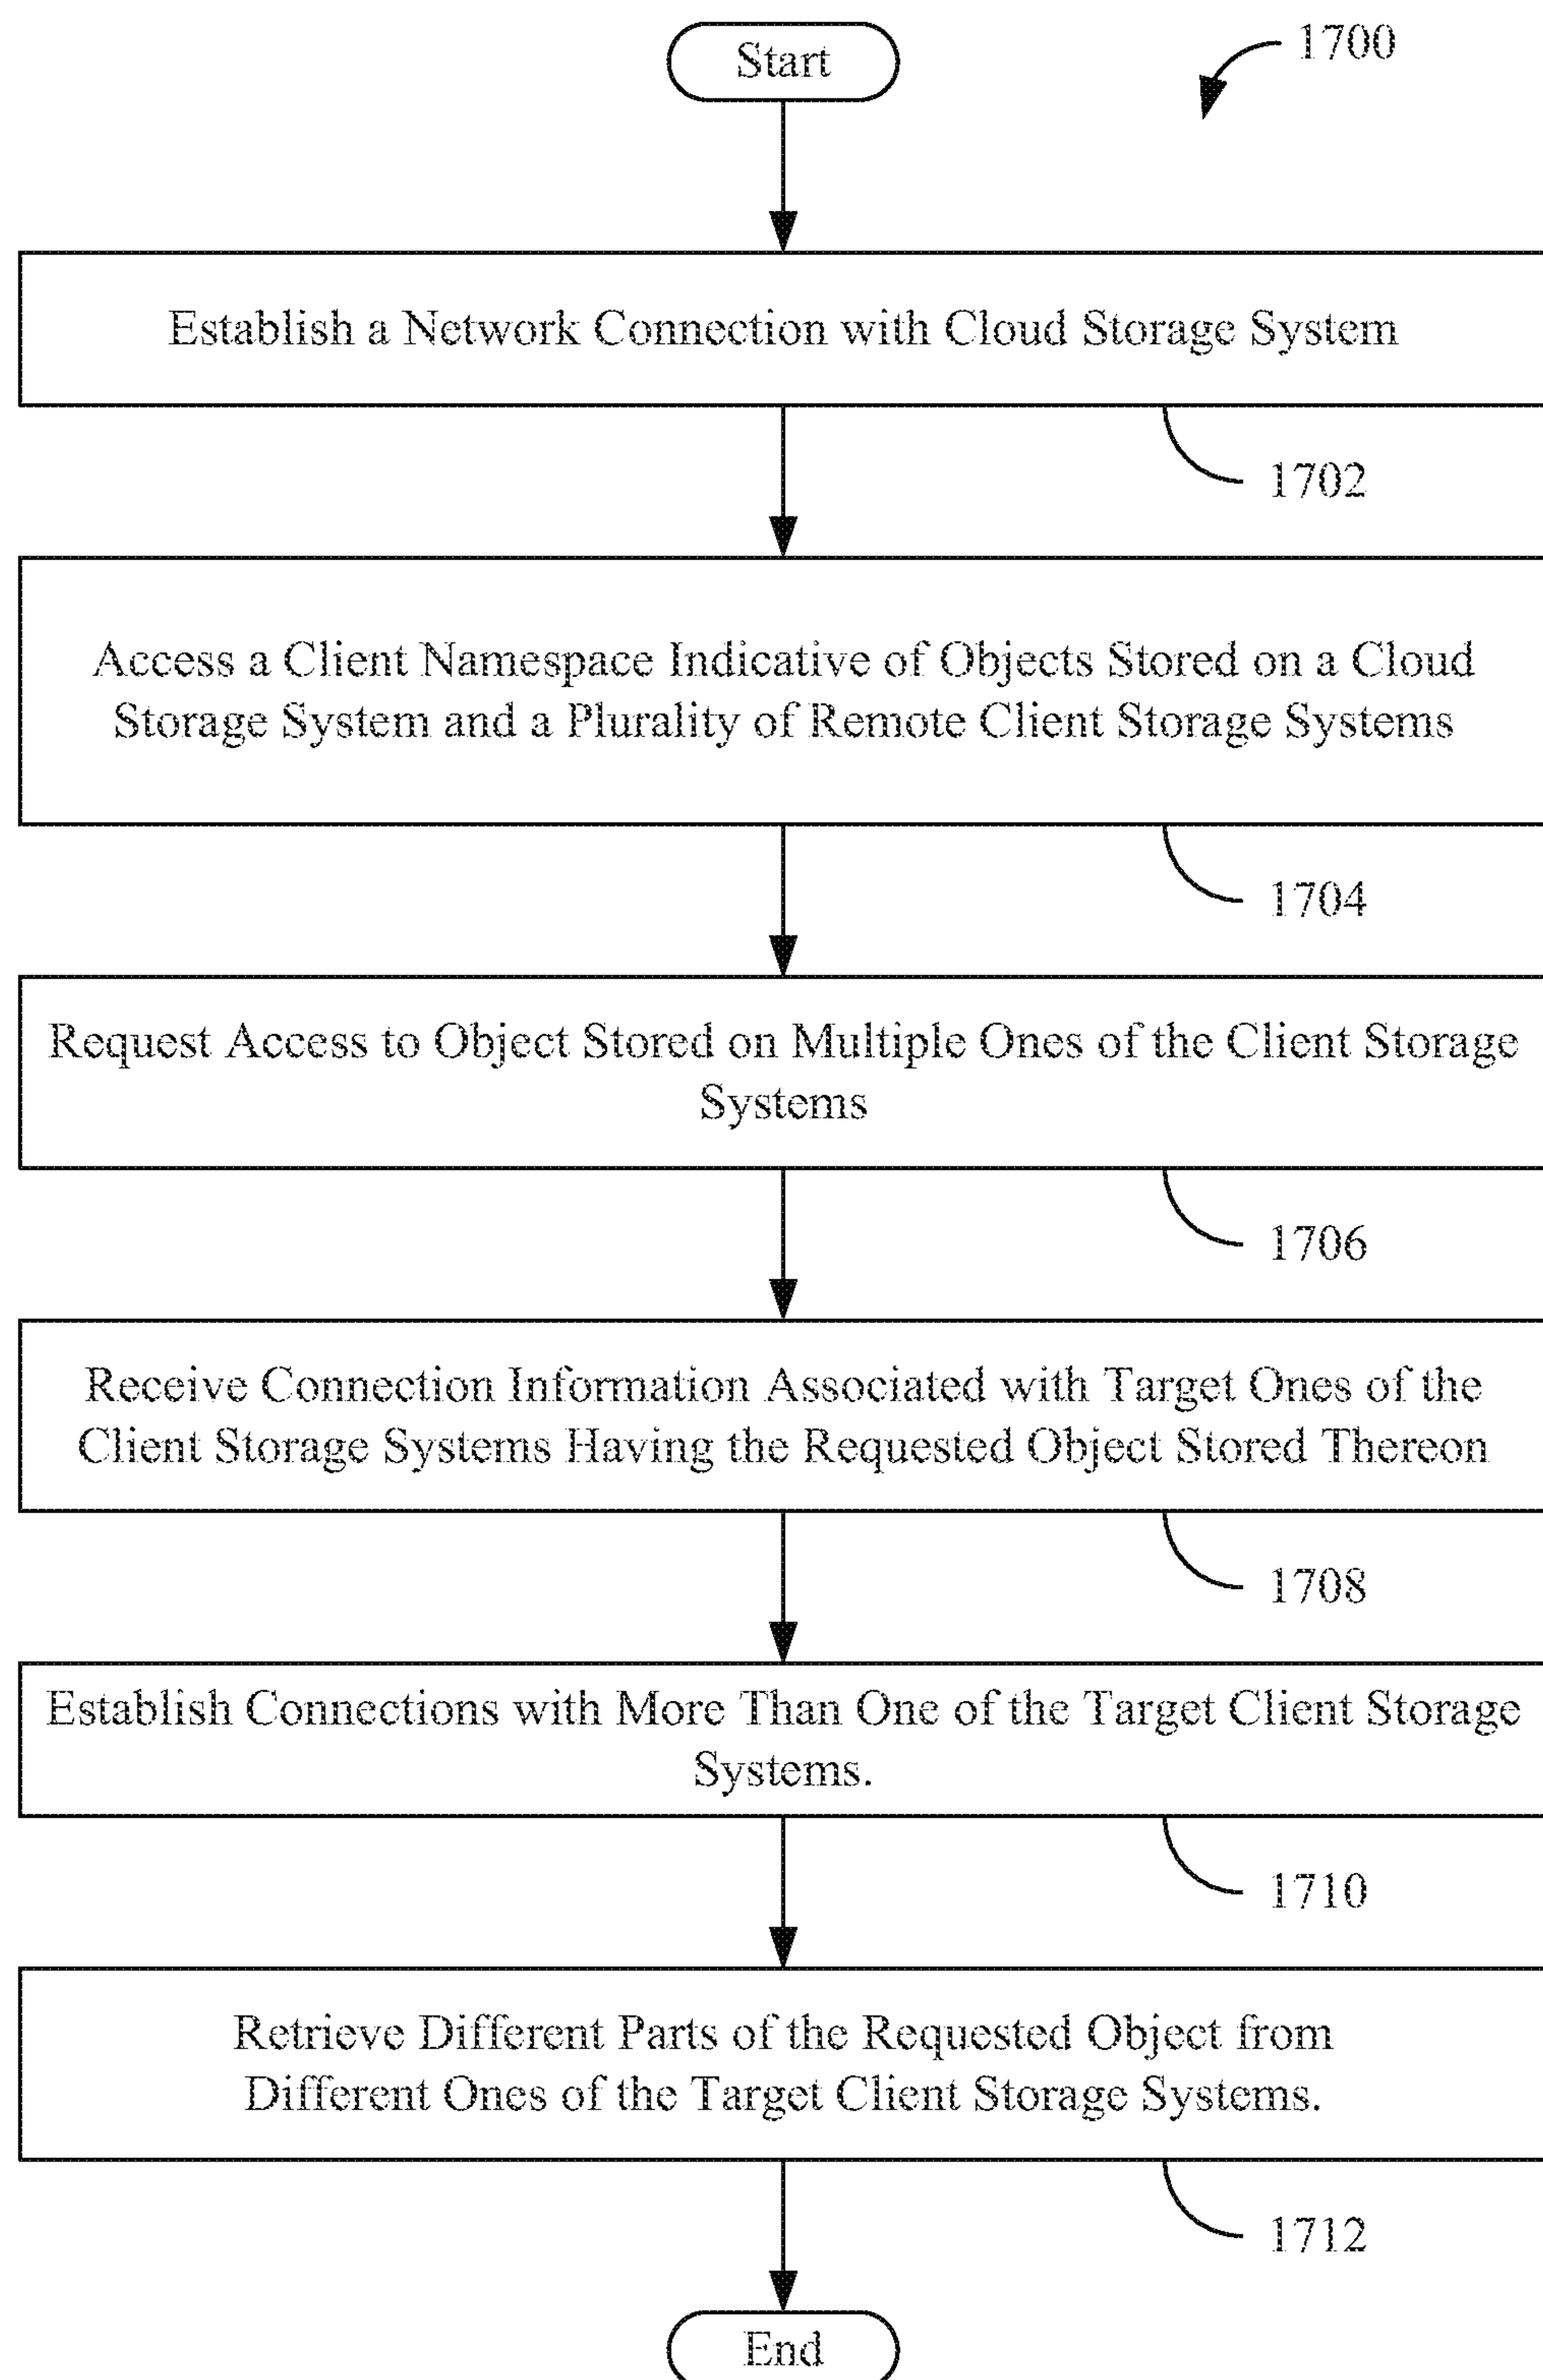 Start
1700
Establish a Network Connection with Cloud Storage System
1702
Access a Client Namespace Indicative of Objects Stored on a Cloud
Storage System and a Plurality of Remote Client Storage Systems
1704
Request Access to Object Stored on Multiple Ones of the Client Storage
Systems
1706
Receive Connection Information Associated with Target Ones of the
Client Storage Systems Having the Requested Object Stored Thereon
1708
Establish Connections with More Than One of the Target Client Storage
Systems.
1710
Retrieve Different Parts of the Requested Object from
Different Ones of the Target Client Storage Systems.
1712
End